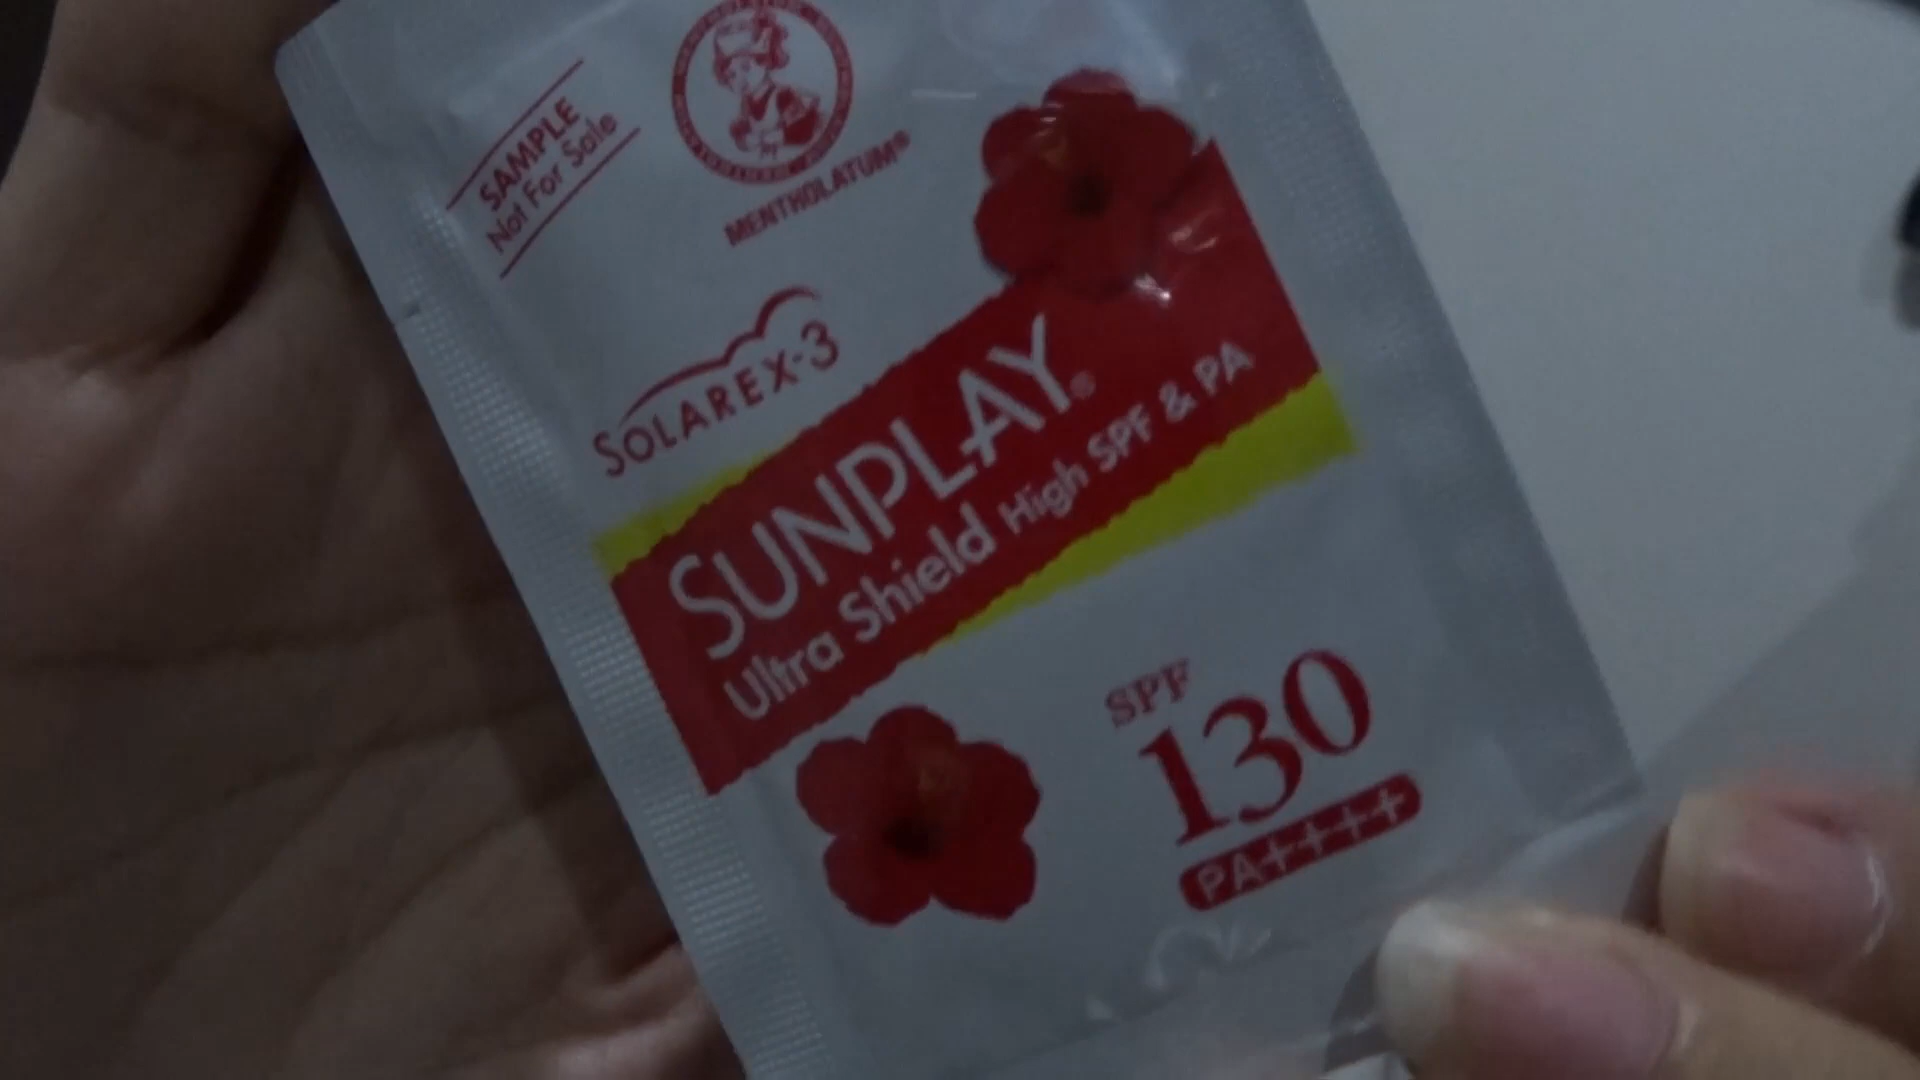 SAMPLE
Not For Sale
MENTHOLATUM®
SOLAREX-3
SUNPLAY®
Ultra Shield High SPF & PA
SPF
130
PA++++